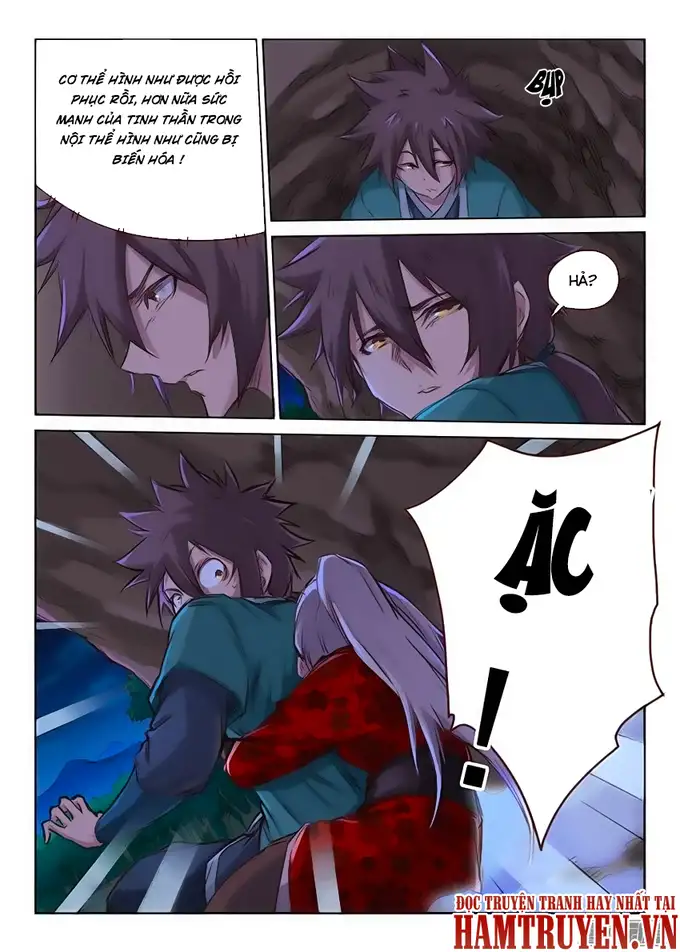 CƠ THỂ HÌNH NHƯ ĐƯỢC HỒI
PHỤC RỒI, HƠN NỮA SỨC
MẠNH CỦA TINH THẦN TRONG
NỘI THỂ HÌNH NHƯ CŨNG BỊ
BIẾN HÓA !
BỤP
HẢ?
ẶC
!
ĐỌC TRUYỆN TRANH HAY NHẤT TẠI
HAMTRUYEN.VN